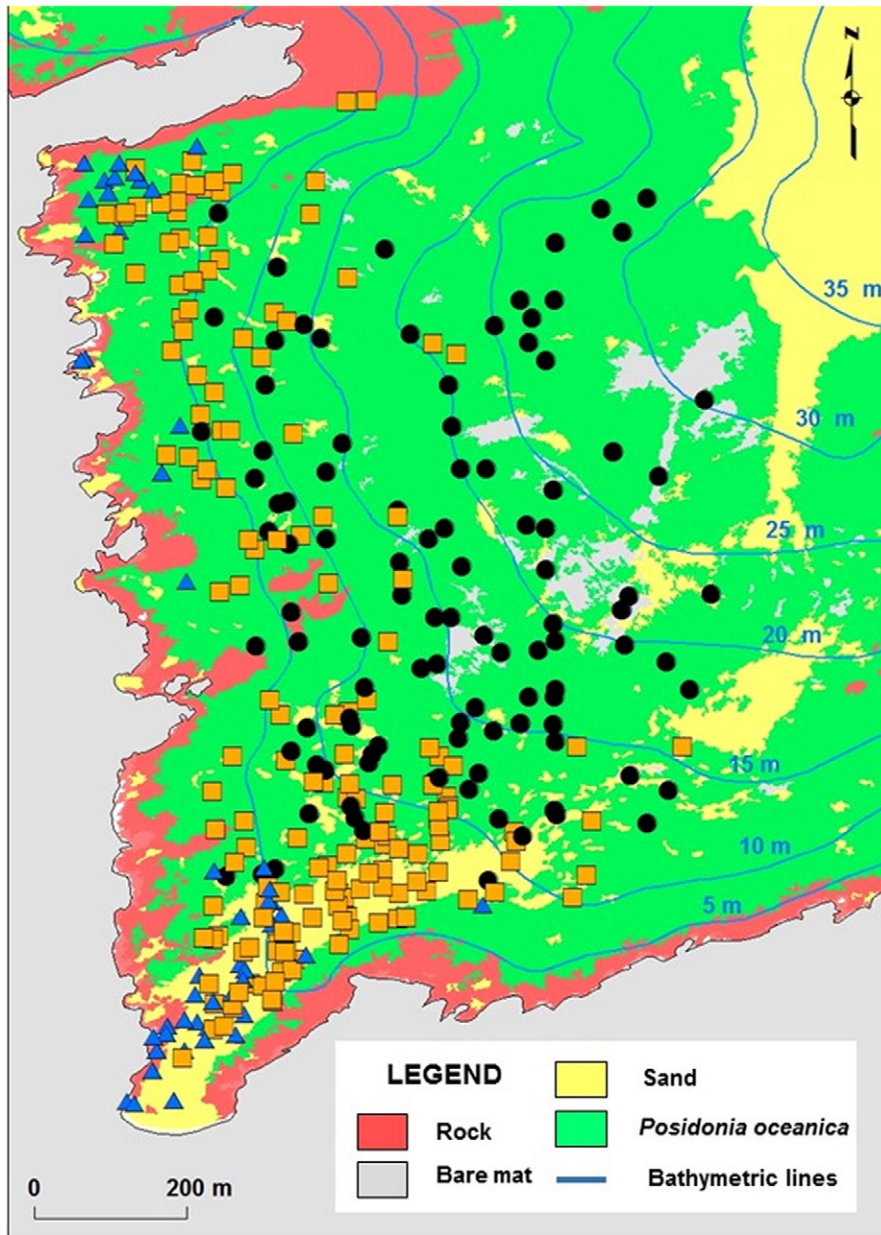 N
35 m
30 m
25 m
20 m
15 m
10 m
5 m
LEGEND
Sand
Rock
Posidonia oceanica
Bare mat
Bathymetric lines
0 200 m